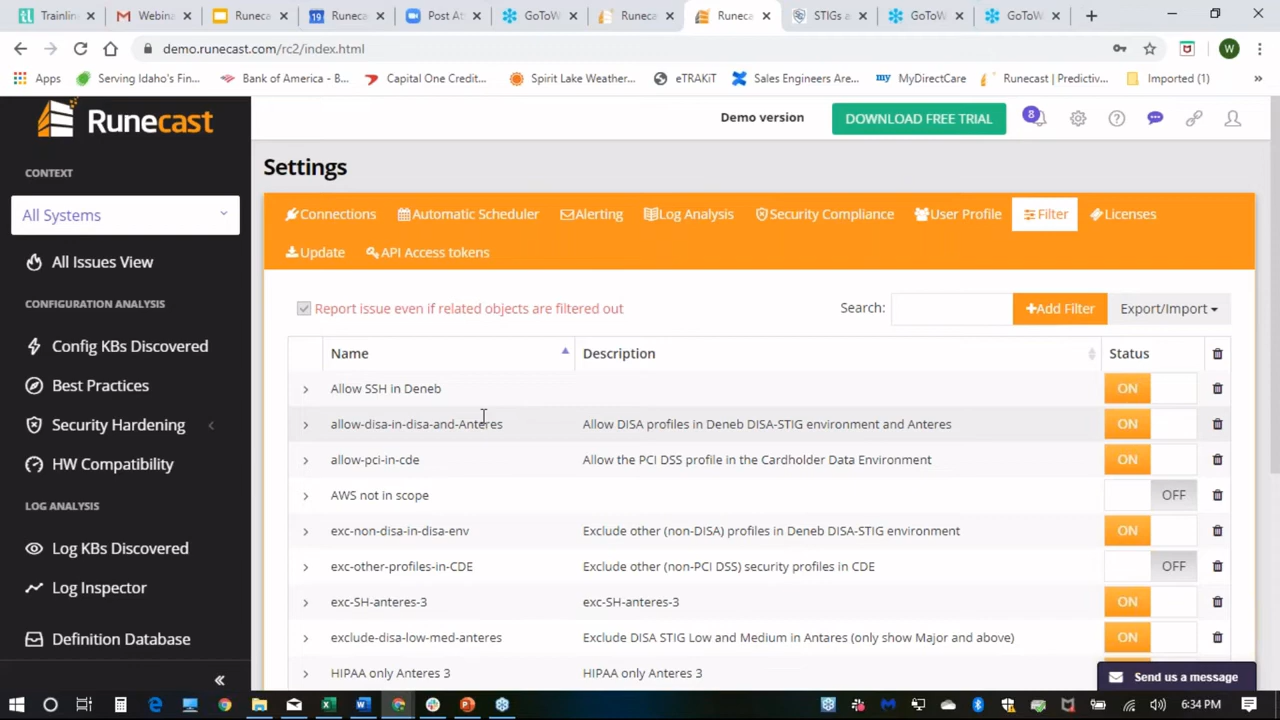 Trainline
Webina
Runeca
19
Runeca
Post At
GoToW
Runeca
Runeca
STIGs a
GoToW
GoToW
demo.runecast.com/rc2/index.html
W
Apps
Serving Idaho's Fin...
Bank of America - B...
Capital One Credit...
Spirit Lake Weather...
eTRAKiT
Sales Engineers Are...
my MyDirectCare
Runecast | Predictiv...
Imported (1)
»
Runecast
Demo version
DOWNLOAD FREE TRIAL
8
CONTEXT
Settings
All Systems
Connections
Automatic Scheduler
Alerting
Log Analysis
Security Compliance
User Profile
Filter
Licenses
Update
API Access tokens
All Issues View
CONFIGURATION ANALYSIS
Report issue even if related objects are filtered out
Search:
+Add Filter
Export/Import
Config KBs Discovered
Name
Description
Status
Best Practices
Allow SSH in Deneb
ON
Security Hardening
allow-disa-in-disa-and-Anteres
Allow DISA profiles in Deneb DISA-STIG environment and Anteres
ON
HW Compatibility
allow-pci-in-cde
Allow the PCI DSS profile in the Cardholder Data Environment
ON
LOG ANALYSIS
AWS not in scope
OFF
Log KBs Discovered
exc-non-disa-in-disa-env
Exclude other (non-DISA) profiles in Deneb DISA-STIG environment
ON
Log Inspector
exc-other-profiles-in-CDE
Exclude other (non-PCI DSS) security profiles in CDE
OFF
exc-SH-anteres-3
exc-SH-anteres-3
ON
Definition Database
exclude-disa-low-med-anteres
Exclude DISA STIG Low and Medium in Antares (only show Major and above)
ON
HIPAA only Anteres 3
HIPAA only Anteres 3
Send us a message
«
6:34 PM